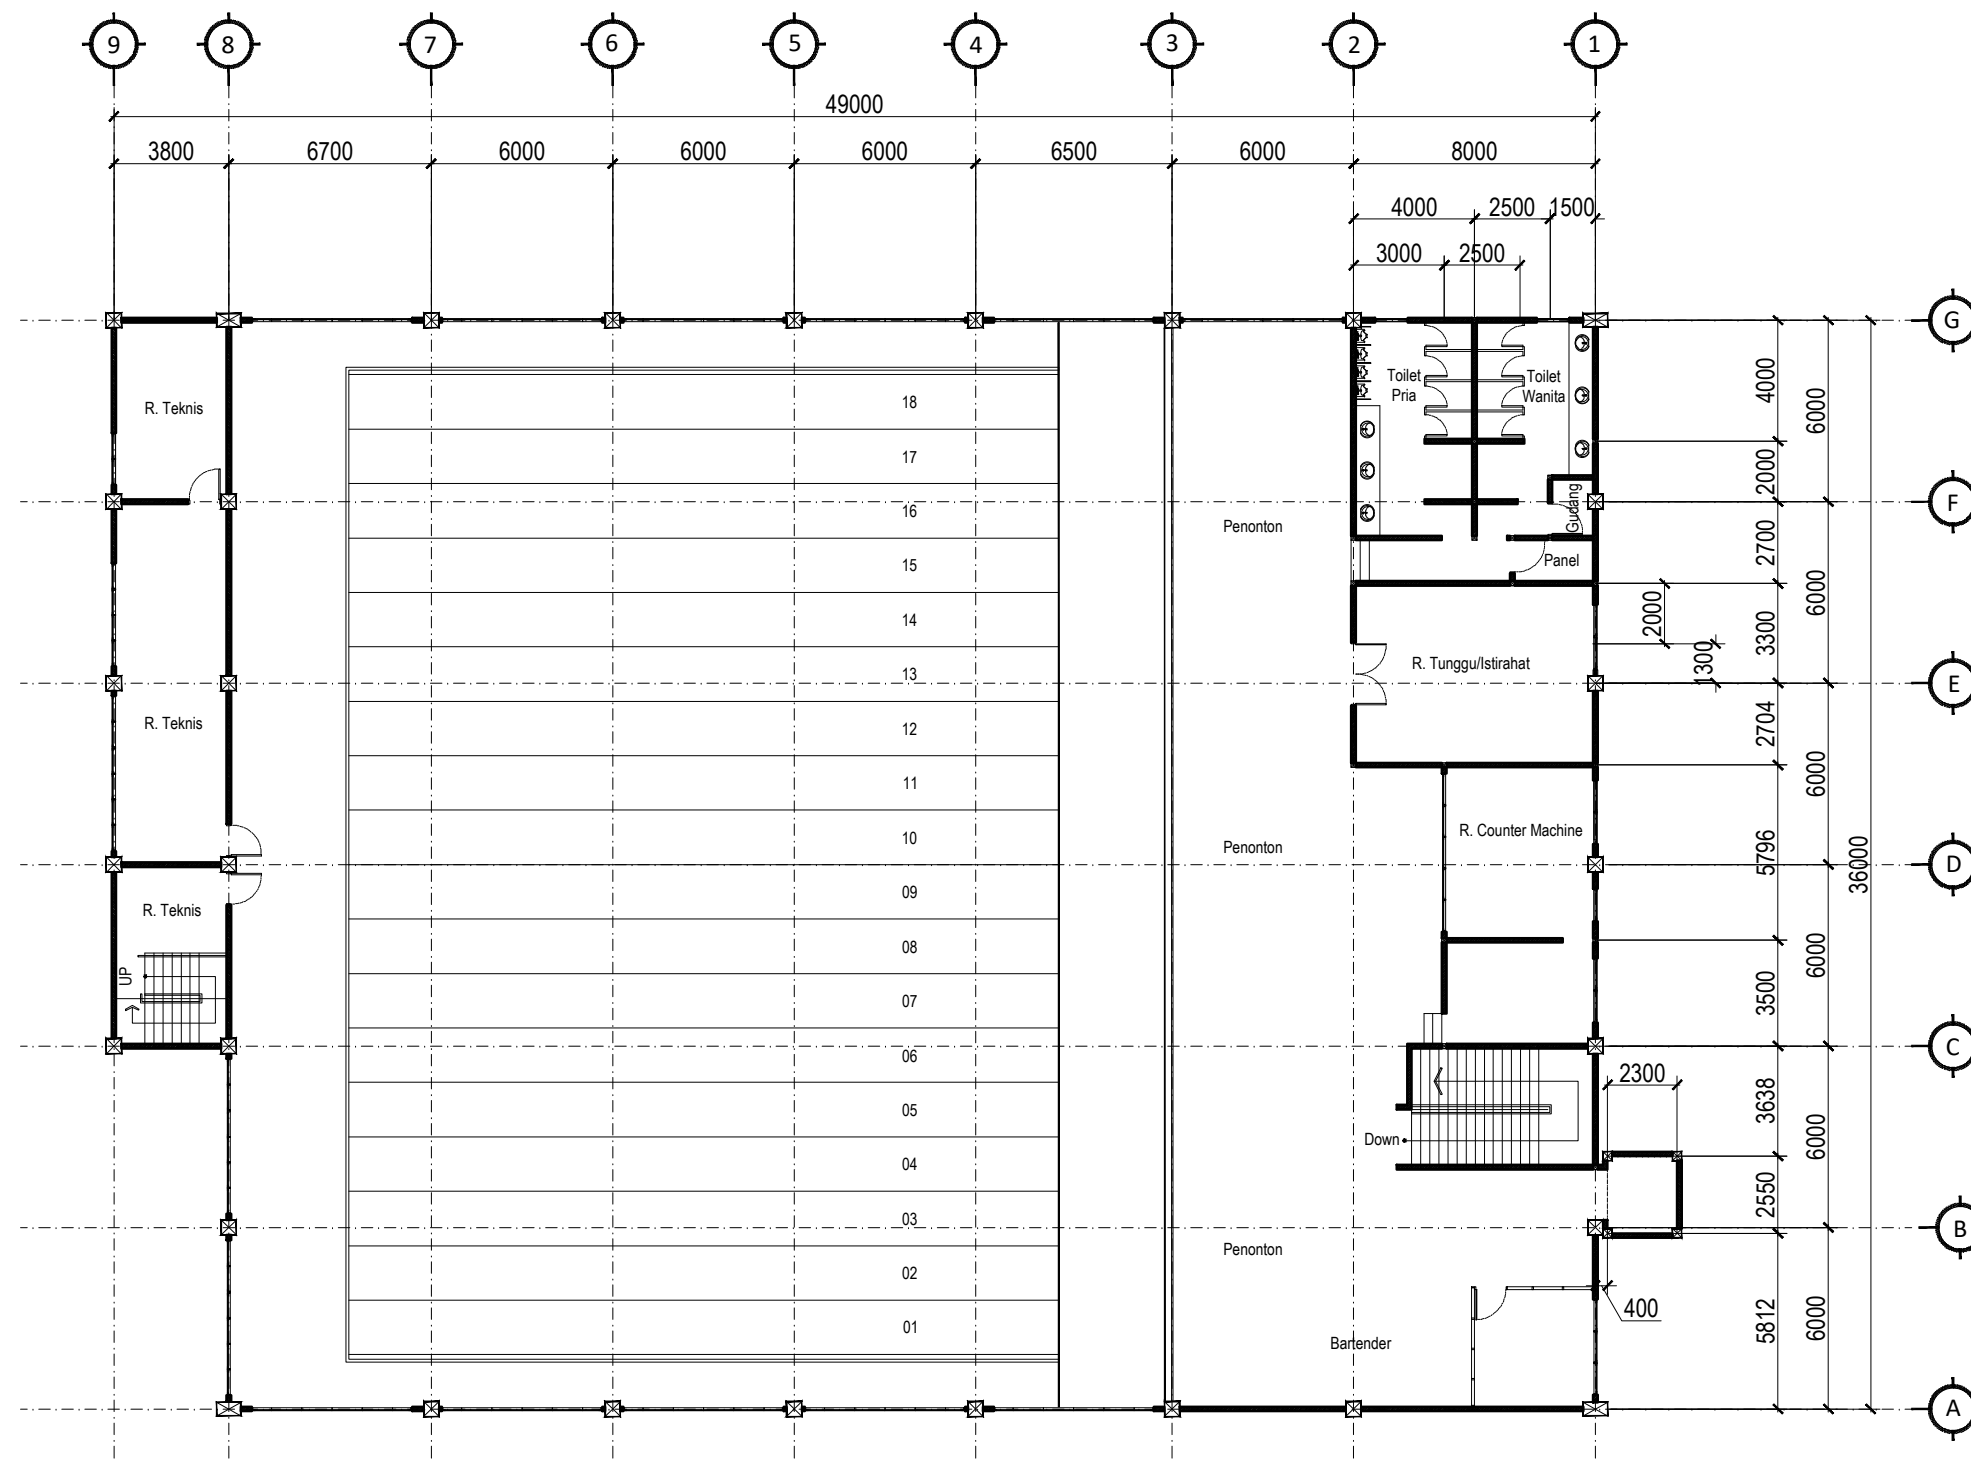 9 8 7 6 5 4 3 2 1
49000
3800 6700 6000 6000 6000 6500 6000 8000
4000 2500 1500
3000 2500
G
4000
6000
R. Teknis
Toilet
Pria
Toilet
Wanita
18
17
2000
16
Gudang
F
Penonton
15
Panel
2700
6000
14
2000
3300
13
R. Tunggu/Istirahat
1300
E
R. Teknis
12
2704
6000
11
10
R. Counter Machine
5796
36000
Penonton
D
09
R. Teknis
08
6000
UP
07
3500
06
C
2300
05
3638
Down
6000
04
2550
03
B
Penonton
02
400
5812
6000
01
Bartender
A